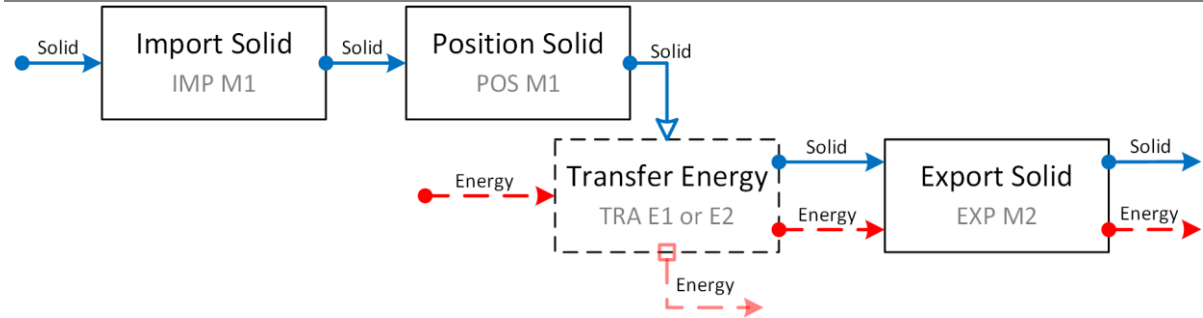 Solid
Import Solid
IMP M1
Solid
Position Solid
POS M1
Solid
Energy
Transfer Energy
TRA E1 or E2
Solid
Energy
Export Solid
EXP M2
Solid
Energy
Energy